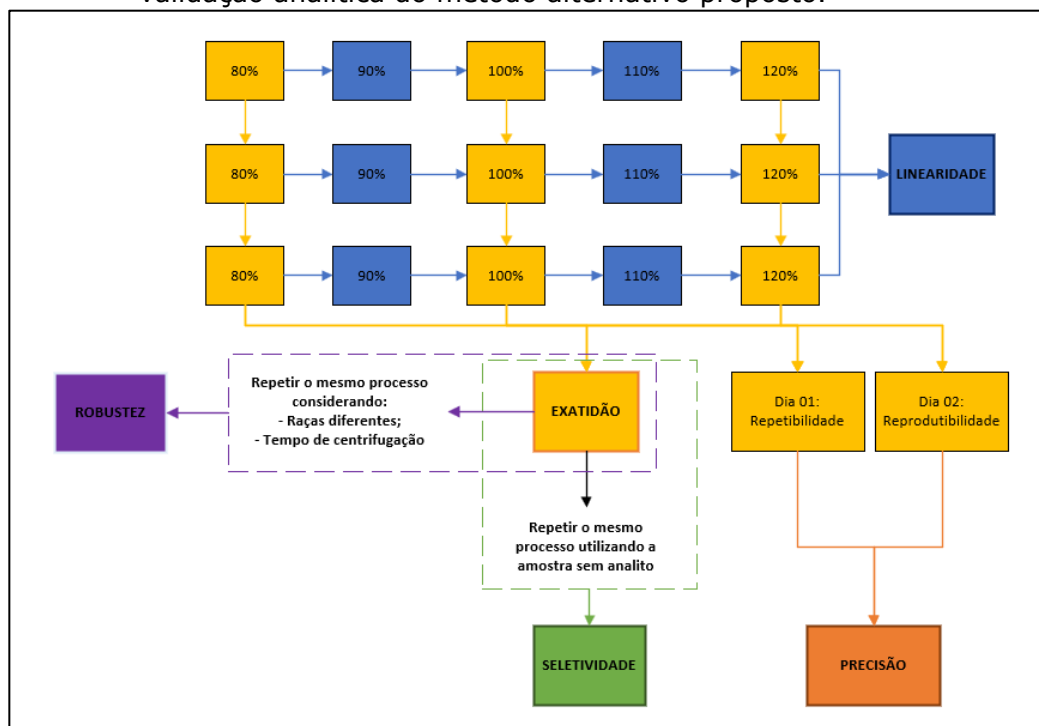 validação analítica do método alternativo proposto.
80% 90% 100% 110% 120%
80% 90% 100% 110% 120%
LINEARIDADE
80% 90% 100% 110% 120%
ROBUSTEZ
Repetir o mesmo processo
considerando:
- Raças diferentes;
- Tempo de centrifugação
EXATIDÃO
Dia 01:
Repetibilidade
Dia 02:
Reprodutibilidade
Repetir o mesmo
processo utilizando a
amostra sem analito
SELETIVIDADE
PRECISÃO